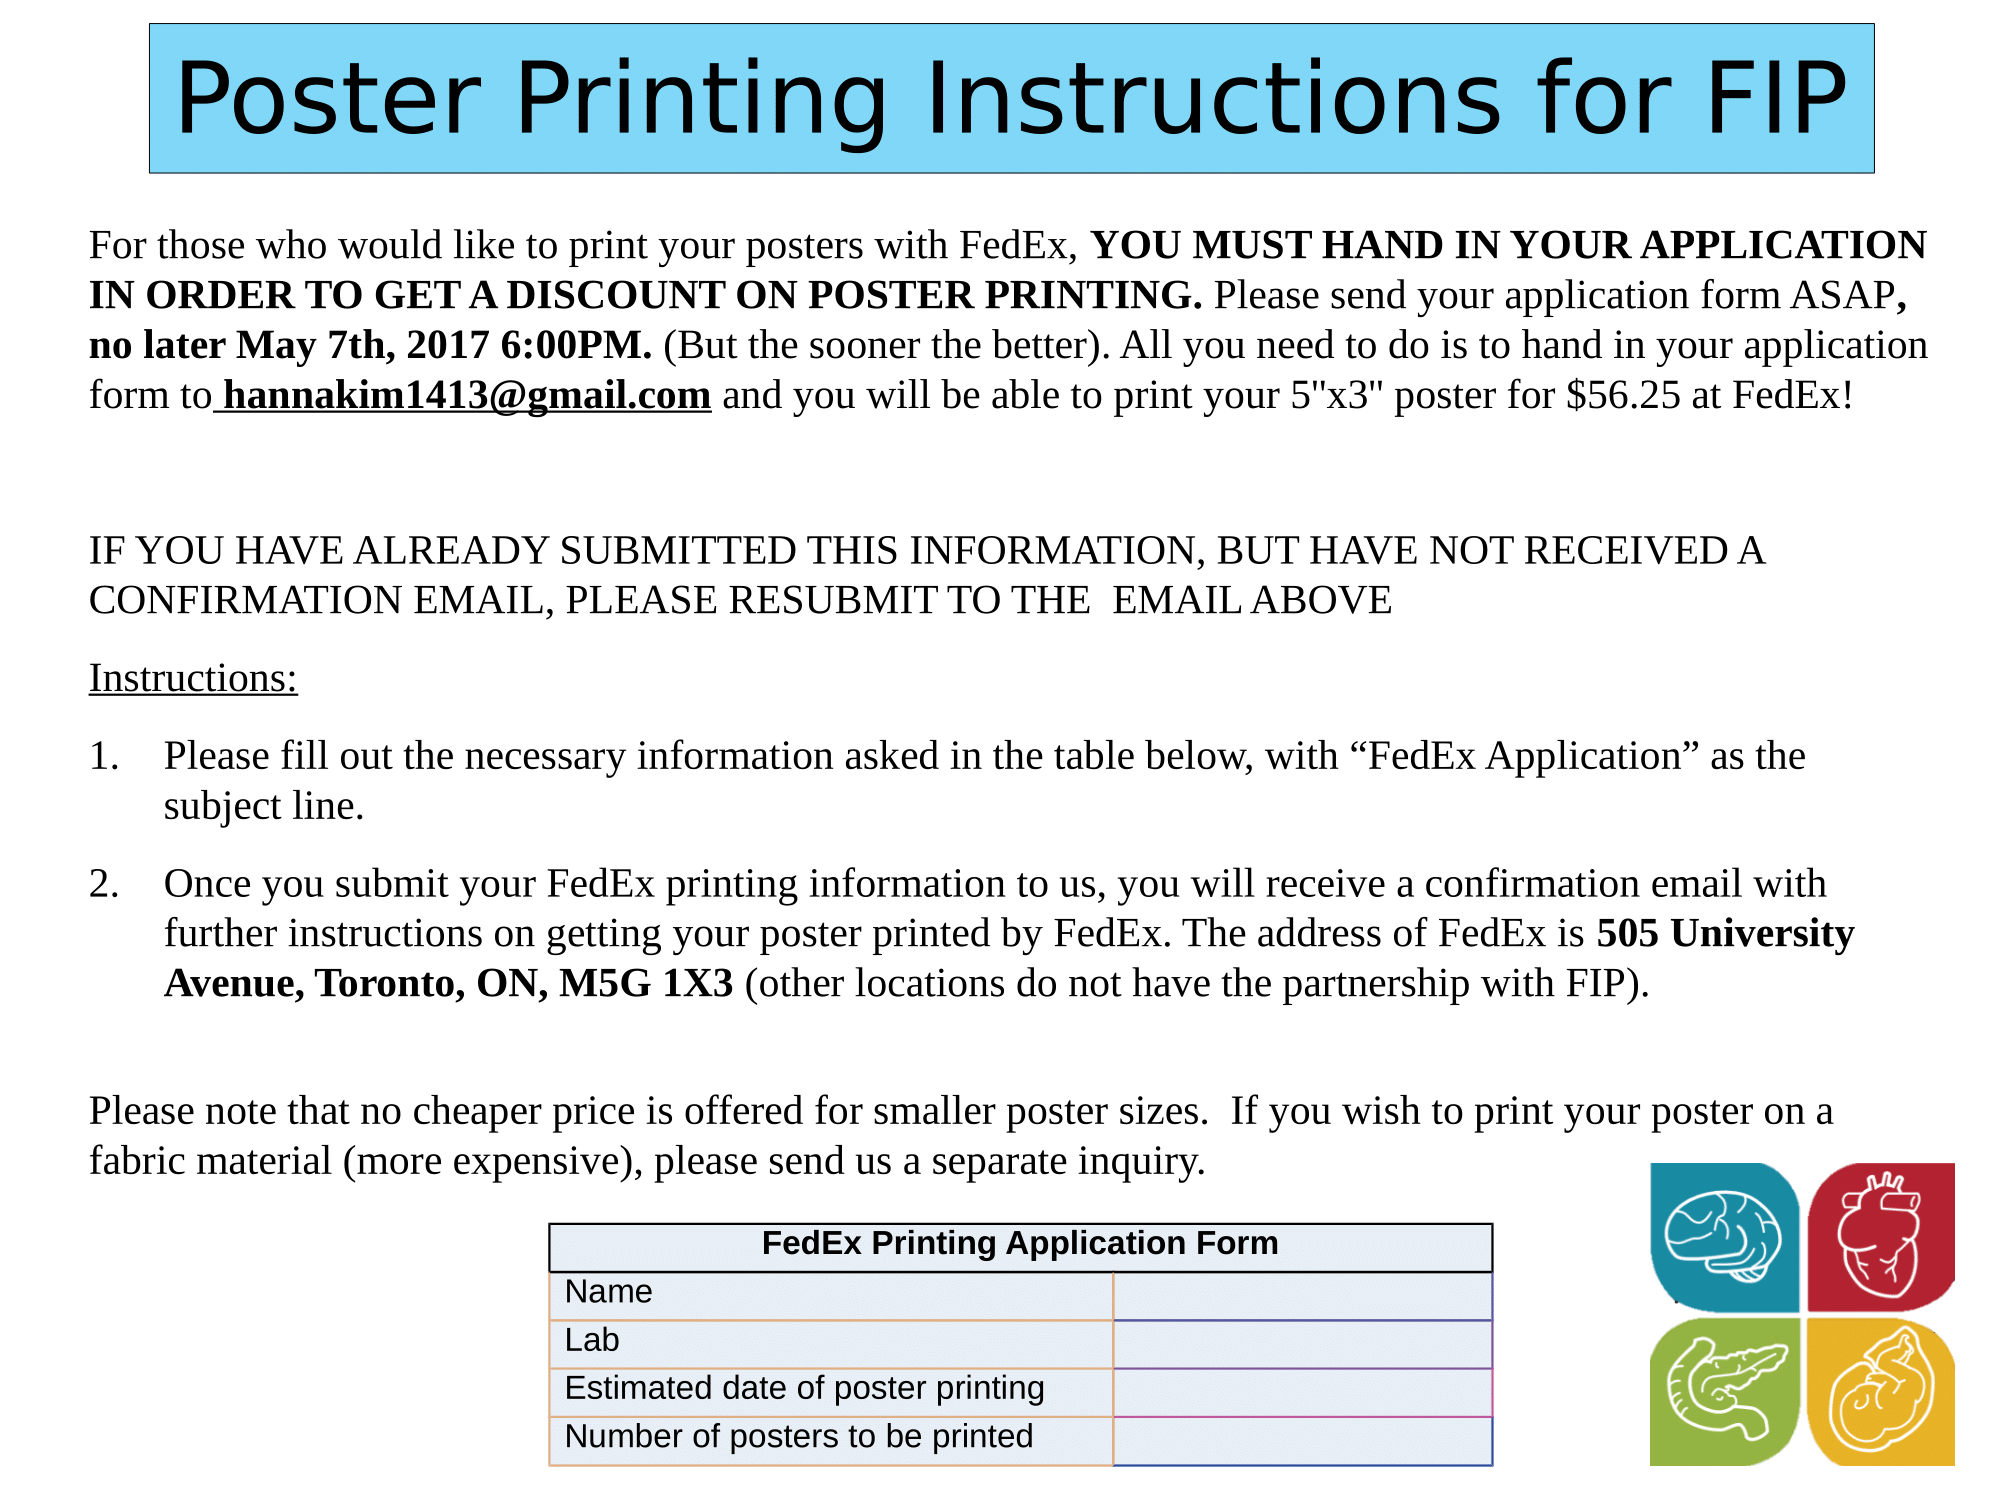 Poster Printing Instructions for FIP
For those who would like to print your posters with FedEx, YOU MUST HAND IN YOUR APPLICATION
IN ORDER TO GET A DISCOUNT ON POSTER PRINTING. Please send your application form ASAP,
no later May 7th, 2017 6:00PM. (But the sooner the better). All you need to do is to hand in your application
form to hannakim1413@gmail.com and you will be able to print your 5"x3" poster for $56.25 at FedEx!
IF YOU HAVE ALREADY SUBMITTED THIS INFORMATION, BUT HAVE NOT RECEIVED A
CONFIRMATION EMAIL, PLEASE RESUBMIT TO THE  EMAIL ABOVE
Instructions:
1. Please fill out the necessary information asked in the table below, with “FedEx Application” as the
subject line.
2. Once you submit your FedEx printing information to us, you will receive a confirmation email with
further instructions on getting your poster printed by FedEx. The address of FedEx is 505 University
Avenue, Toronto, ON, M5G 1X3 (other locations do not have the partnership with FIP).
Please note that no cheaper price is offered for smaller poster sizes.  If you wish to print your poster on a
fabric material (more expensive), please send us a separate inquiry.
FedEx Printing Application Form
Name
Lab
Estimated date of poster printing
Number of posters to be printed